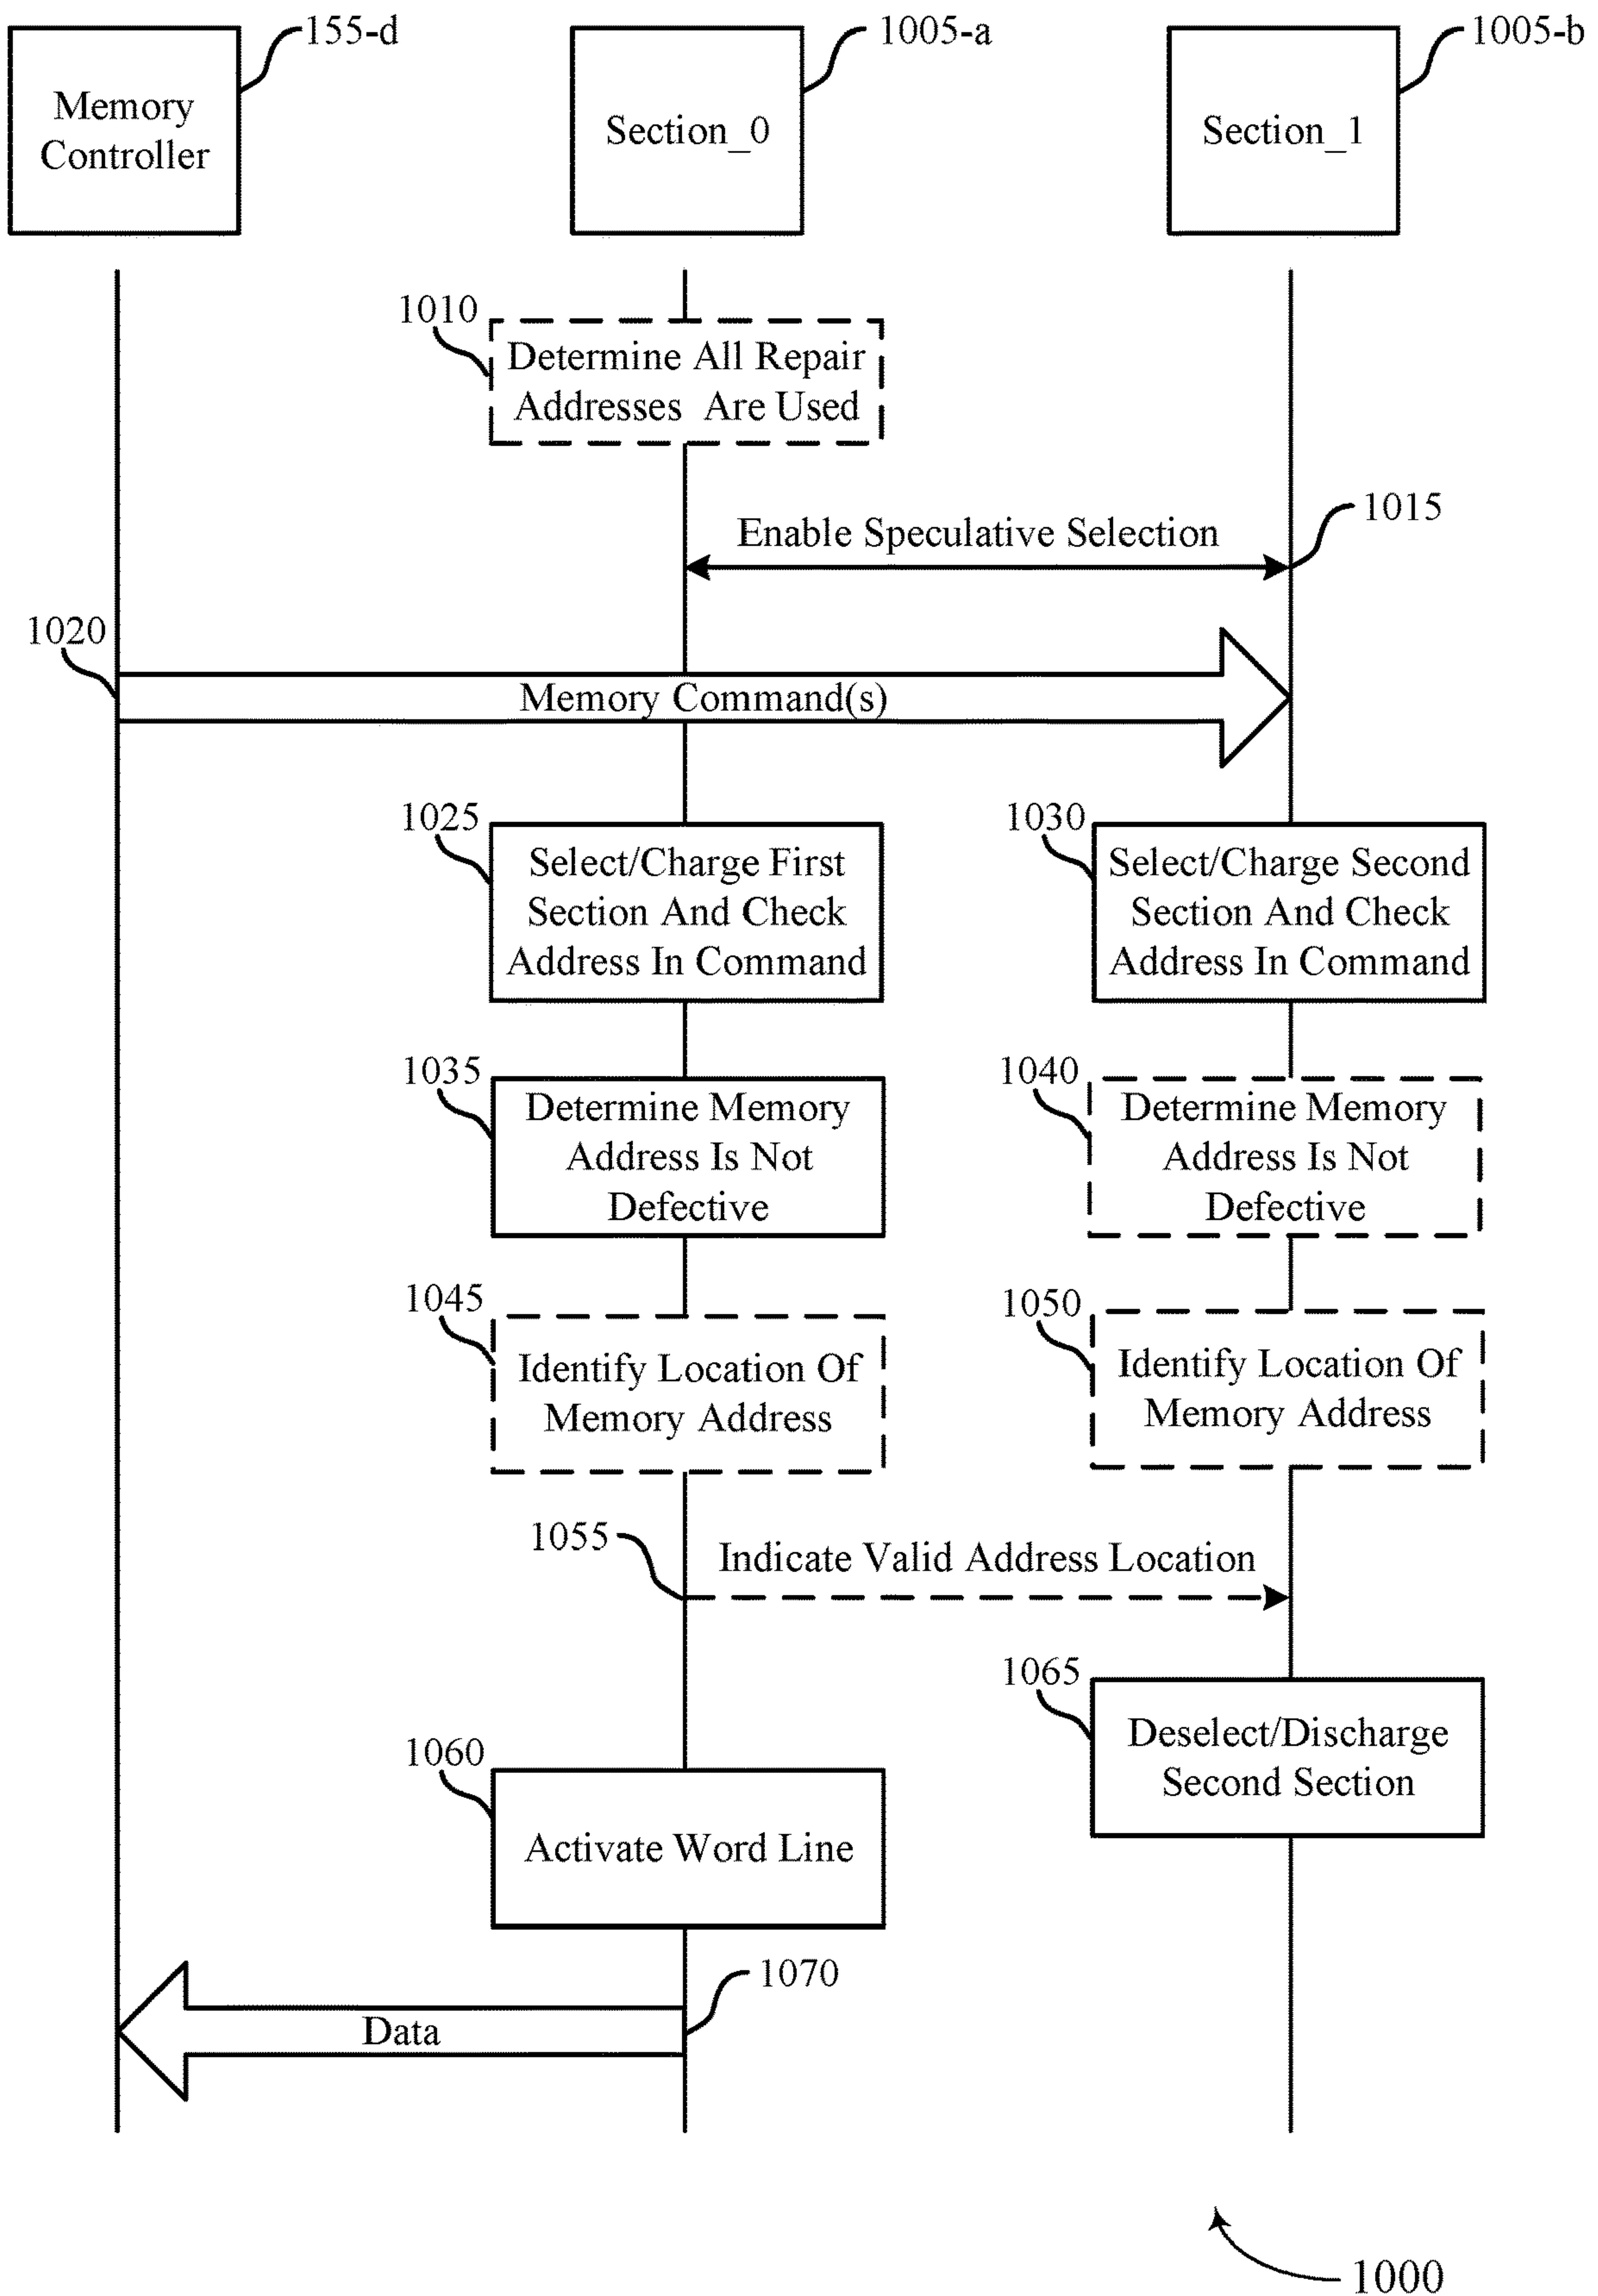 155-d
1005-a
1005-b
Memory
Controller
Section_0
Section_1
1010
Determine All Repair
Addresses Are Used
1015
Enable Speculative Selection
1020
Memory Command(s)
1025
Select/Charge First
Section And Check
Address In Command
1030
Select/Charge Second
Section And Check
Address In Command
1035
Determine Memory
Address Is Not
Defective
1040
Determine Memory
Address Is Not
Defective
1045
Identify Location Of
Memory Address
1050
Identify Location Of
Memory Address
1055
Indicate Valid Address Location
1065
Deselect/Discharge
Second Section
1060
Activate Word Line
1070
Data
1000